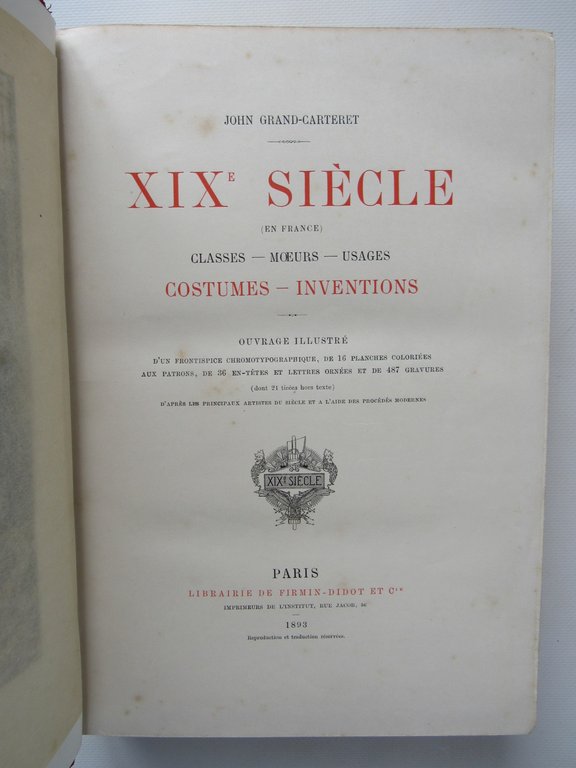 JOHN GRAND-CARTERET
XIXE SIÈCLE
(EN FRANCE)
CLASSES — MŒURS — USAGES
COSTUMES — INVENTIONS
OUVRAGE ILLUSTRÉ
D'UN FRONTISPICE CHROMOTYPOGRAPHIQUE, DE 16 PLANCHES COLORIÉES
AUX PATRONS, DE 36 EN-TÊTES ET LETTRES ORNÉES ET DE 487 GRAVURES
(dont 21 tirées hors texte)
D'APRÈS LES PRINCIPAUX ARTISTES DU SIÈCLE ET A L'AIDE DES PROCÉDÉS MODERNES
XIXE SIÈCLE
PARIS
LIBRAIRIE DE FIRMIN-DIDOT ET Cie
IMPRIMEURS DE L'INSTITUT, RUE JACOB, 56
1893
Reproduction et traduction réservées.